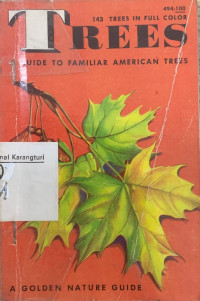 494-100
143 TREES IN FULL COLOR
TREES
A GUIDE TO FAMILIAR AMERICAN TREES
nal Karangturi
A GOLDEN NATURE GUIDE